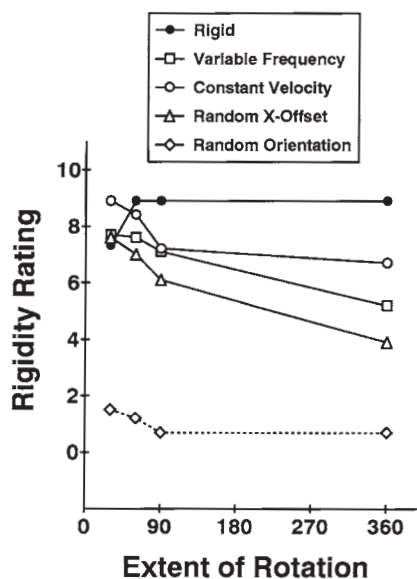 Rigid
Variable Frequency
Constant Velocity
Random X-Offset
Random Orientation
10
8
6
4
2
0
Rigidity Rating
0 90 180 270 360
Extent of Rotation